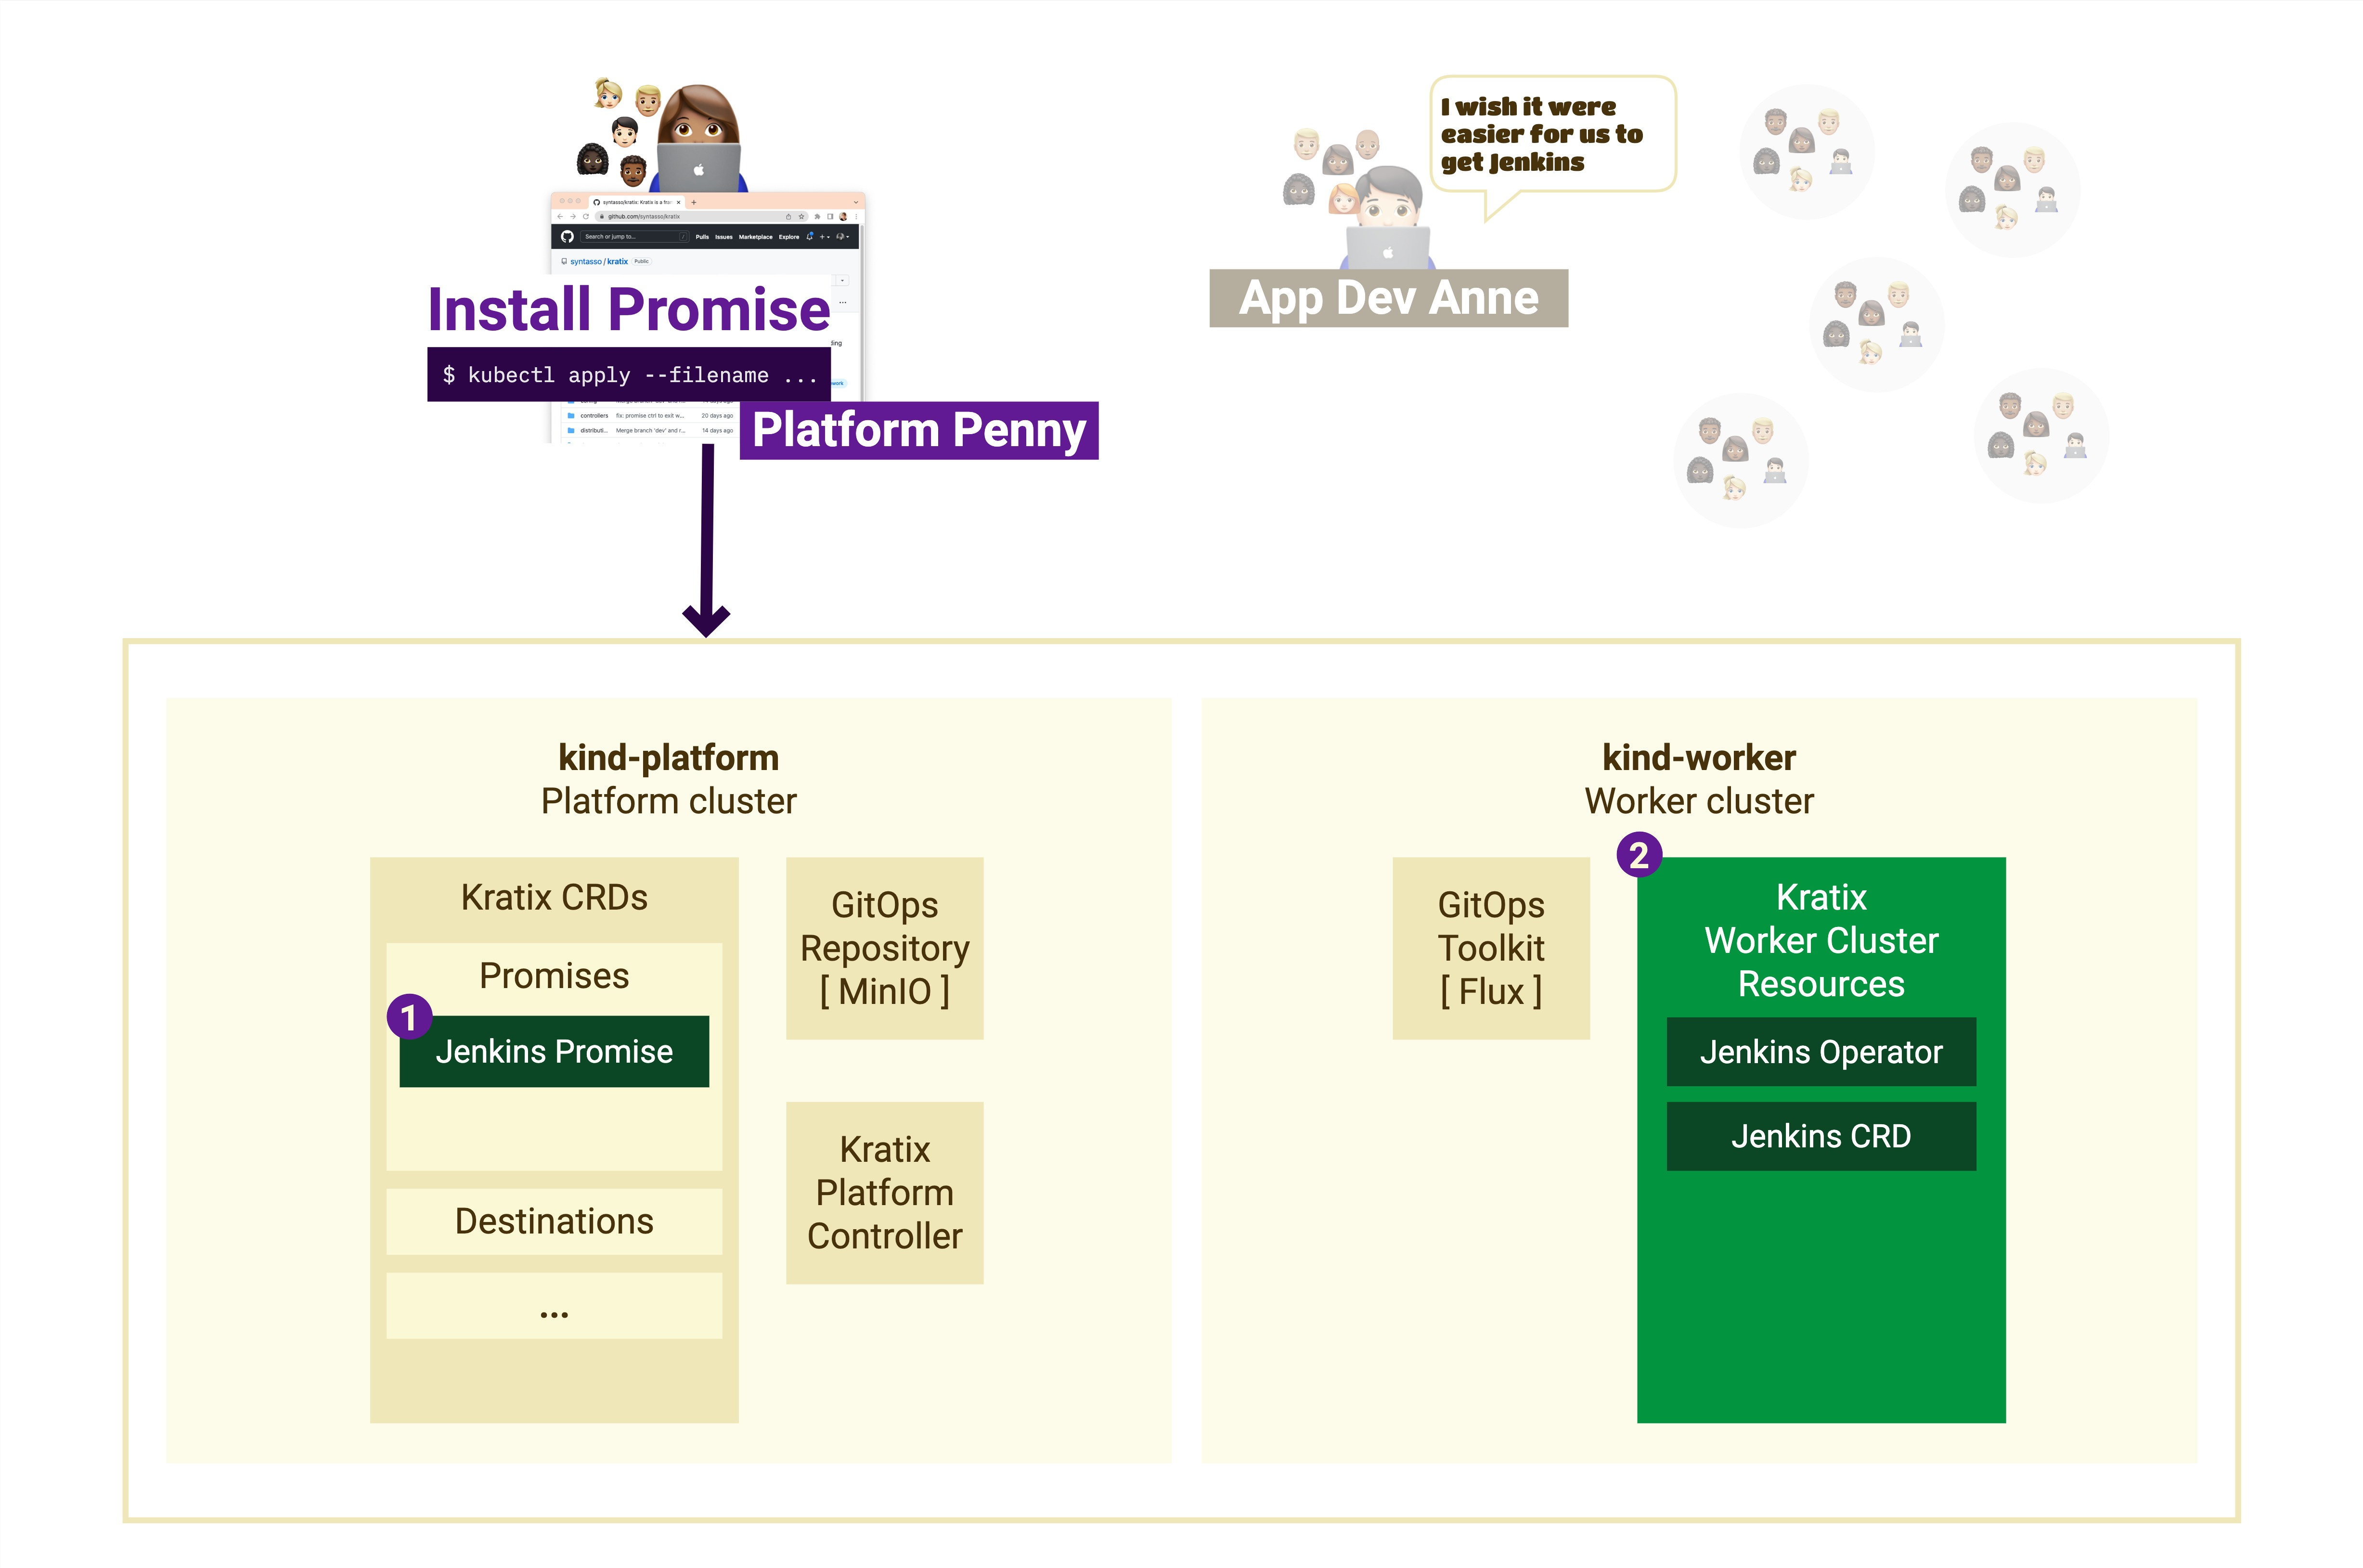 I wish it were
easier for us to
get Jenkins
syntasso/kratix: Kratix is a fra
github.com/syntasso/kratix
Search or jump to...
/
Pulls
Issues
Marketplace
Explore
syntasso / kratix
Public
App Dev Anne
Install Promise
...
ding
$ kubectl apply --filename ...
work
controllers
fix: promise ctrl to exit w...
20 days ago
distributi...
Merge branch 'dev' and r...
14 days ago
Platform Penny
kind-platform
Platform cluster
Kratix CRDs
Promises
1
Jenkins Promise
Destinations
...
GitOps
Repository
[ MinIO ]
Kratix
Platform
Controller
kind-worker
Worker cluster
GitOps
Toolkit
[ Flux ]
2
Kratix
Worker Cluster
Resources
Jenkins Operator
Jenkins CRD